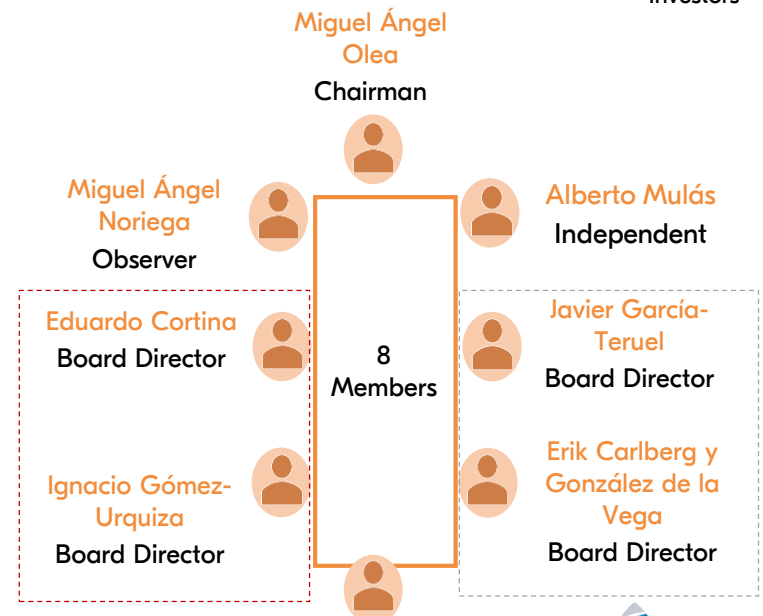 Miguel Ángel
Olea
Chairman
Miguel Ángel
Noriega
Observer
Alberto Mulás
Independent
Eduardo Cortina
Board Director
Javier García-
Teruel
Board Director
8
Members
Ignacio Gómez-
Urquiza
Board Director
Erik Carlberg y
González de la
Vega
Board Director